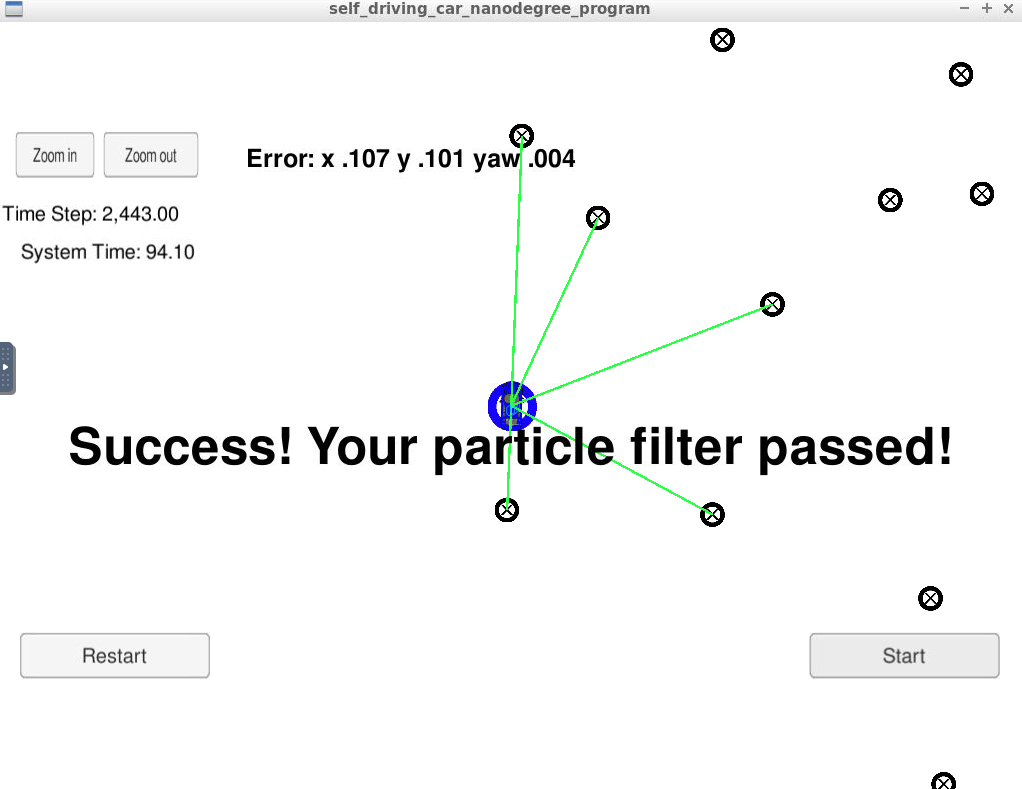 self_driving_car_nanodegree_program
Zoom in
Zoom out
Error: x .107 y .101 yaw .004
Time Step: 2,443.00
System Time: 94.10
Success! Your particle filter passed!
Restart
Start